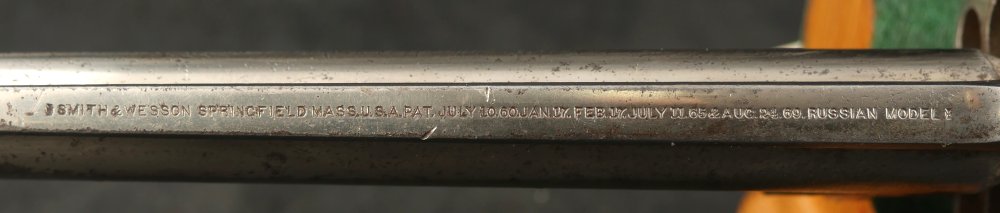 SMITH & WESSON SPRINGFIELD MASS. U.S.A. PAT. JULY 10.60. JAN. 17. FEB. 17. JULY 11.65 & AUG. 24.69. RUSSIAN MODEL